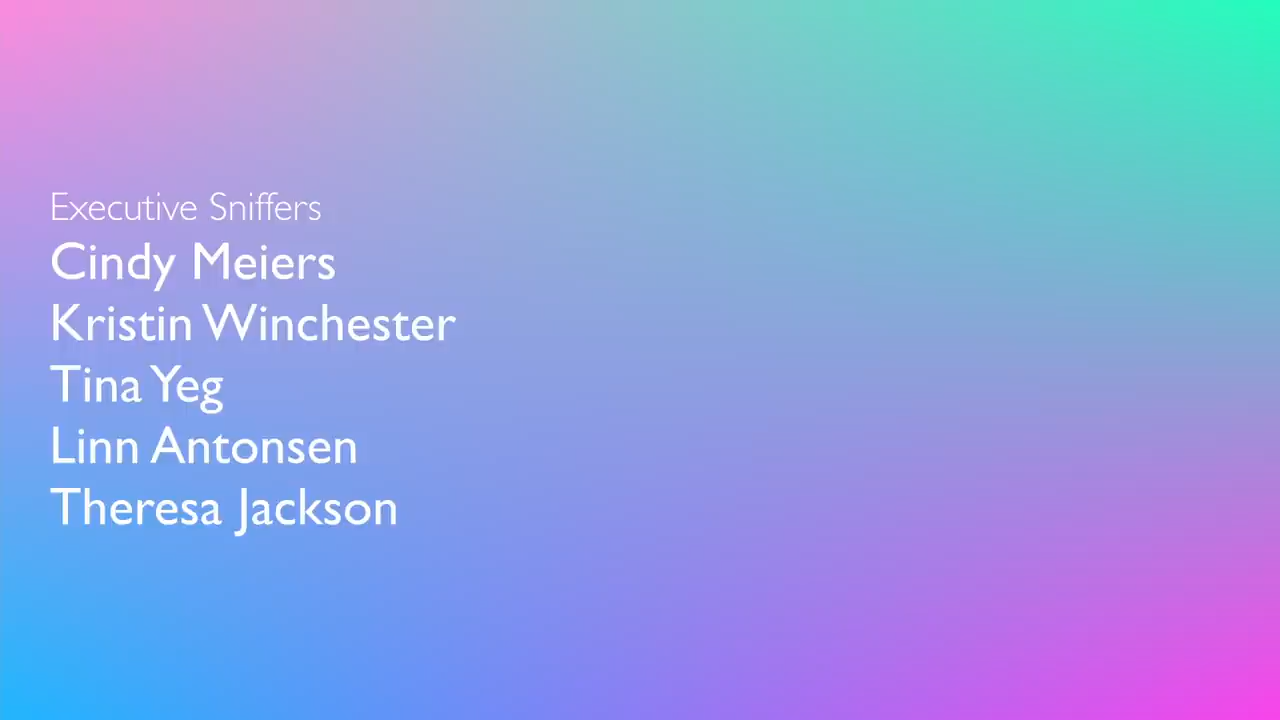 Executive Sniffers
Cindy Meiers
Kristin Winchester
Tina Yeg
Linn Antonsen
Theresa Jackson